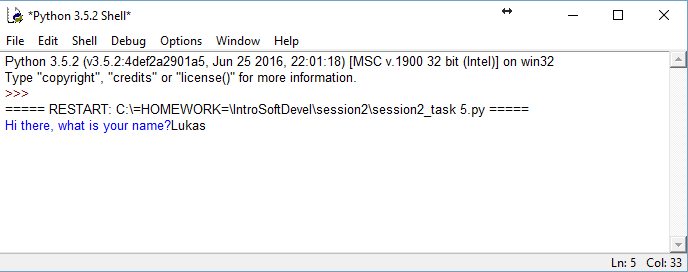 *Python 3.5.2 Shell*
File Edit Shell Debug Options Window Help
Python 3.5.2 (v3.5.2:4def2a2901a5, Jun 25 2016, 22:01:18) [MSC v.1900 32 bit (Intel)] on win32
Type "copyright", "credits" or "license()" for more information.
>>>
===== RESTART: C:\=HOMEWORK=\IntroSoftDevel\session2\session2_task 5.py =====
Hi there, what is your name?Lukas
Ln: 5 Col: 33